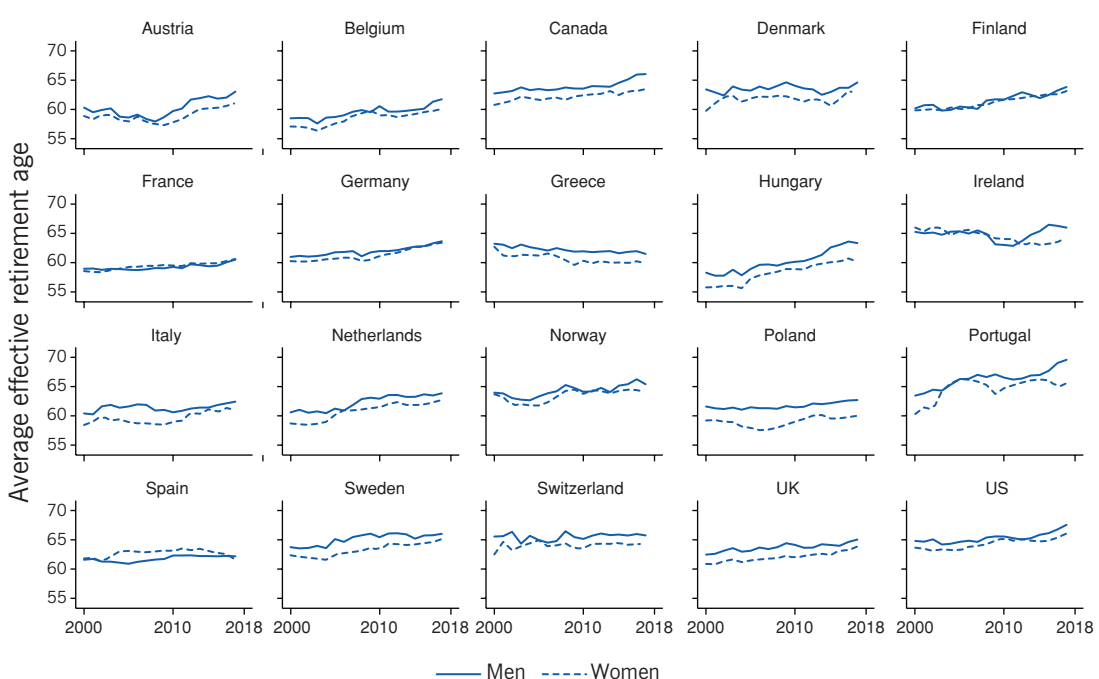 Average effective retirement age
Austria Belgium Canada Denmark Finland
70
65
60
55
France Germany Greece Hungary Ireland
70
65
60
55
Italy Netherlands Norway Poland Portugal
70
65
60
55
Spain Sweden Switzerland UK US
70
65
60
55
2000 2010 2018 2000 2010 2018 2000 2010 2018 2000 2010 2018 2000 2010 2018
Men Women